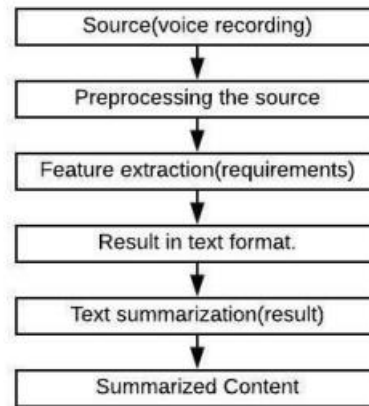 Source(voice recording)
Preprocessing the source
Feature extraction(requirements)
Result in text format.
Text summarization(result)
Summarized Content